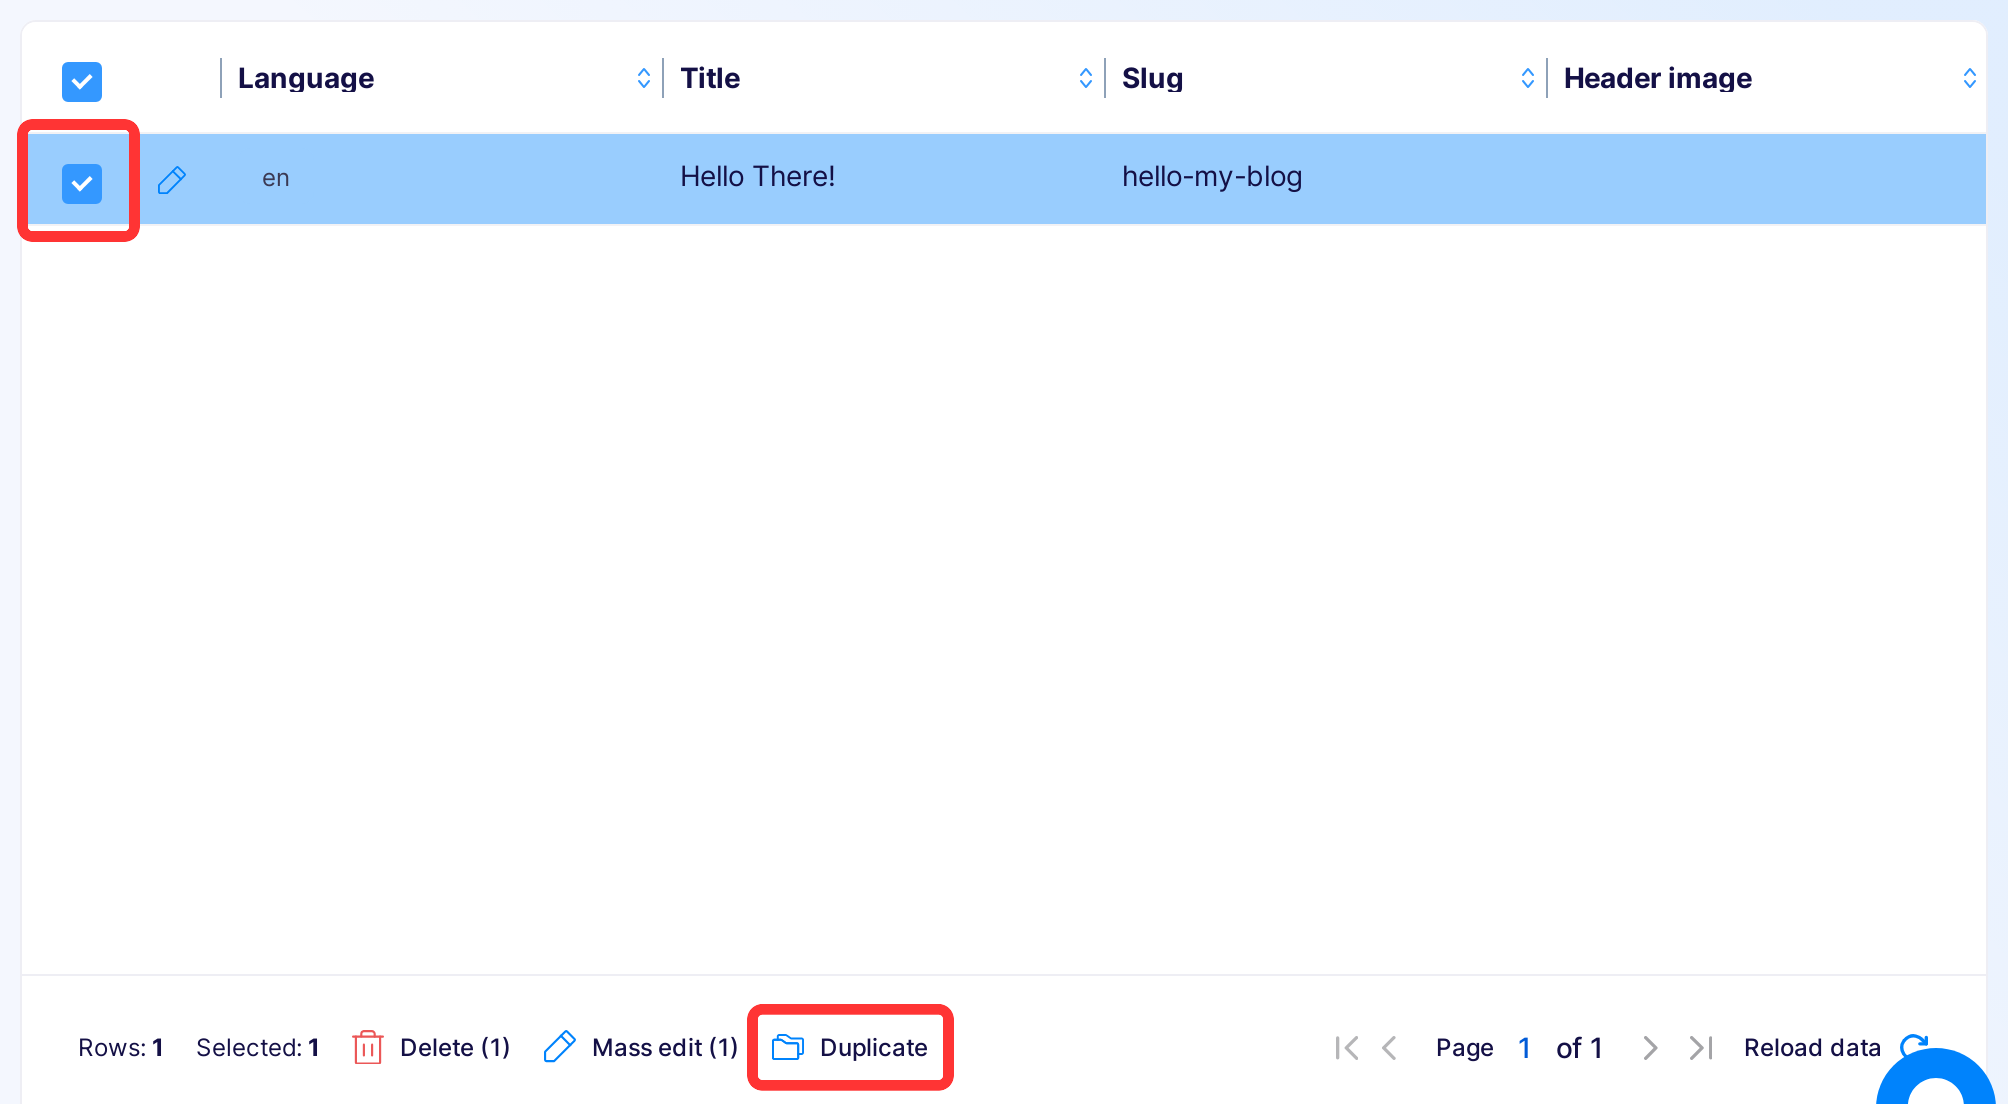 Language Title Slug Header image
en Hello There! hello-my-blog
Rows: 1 Selected: 1 Delete (1) Mass edit (1) Duplicate Page 1 of 1 Reload data